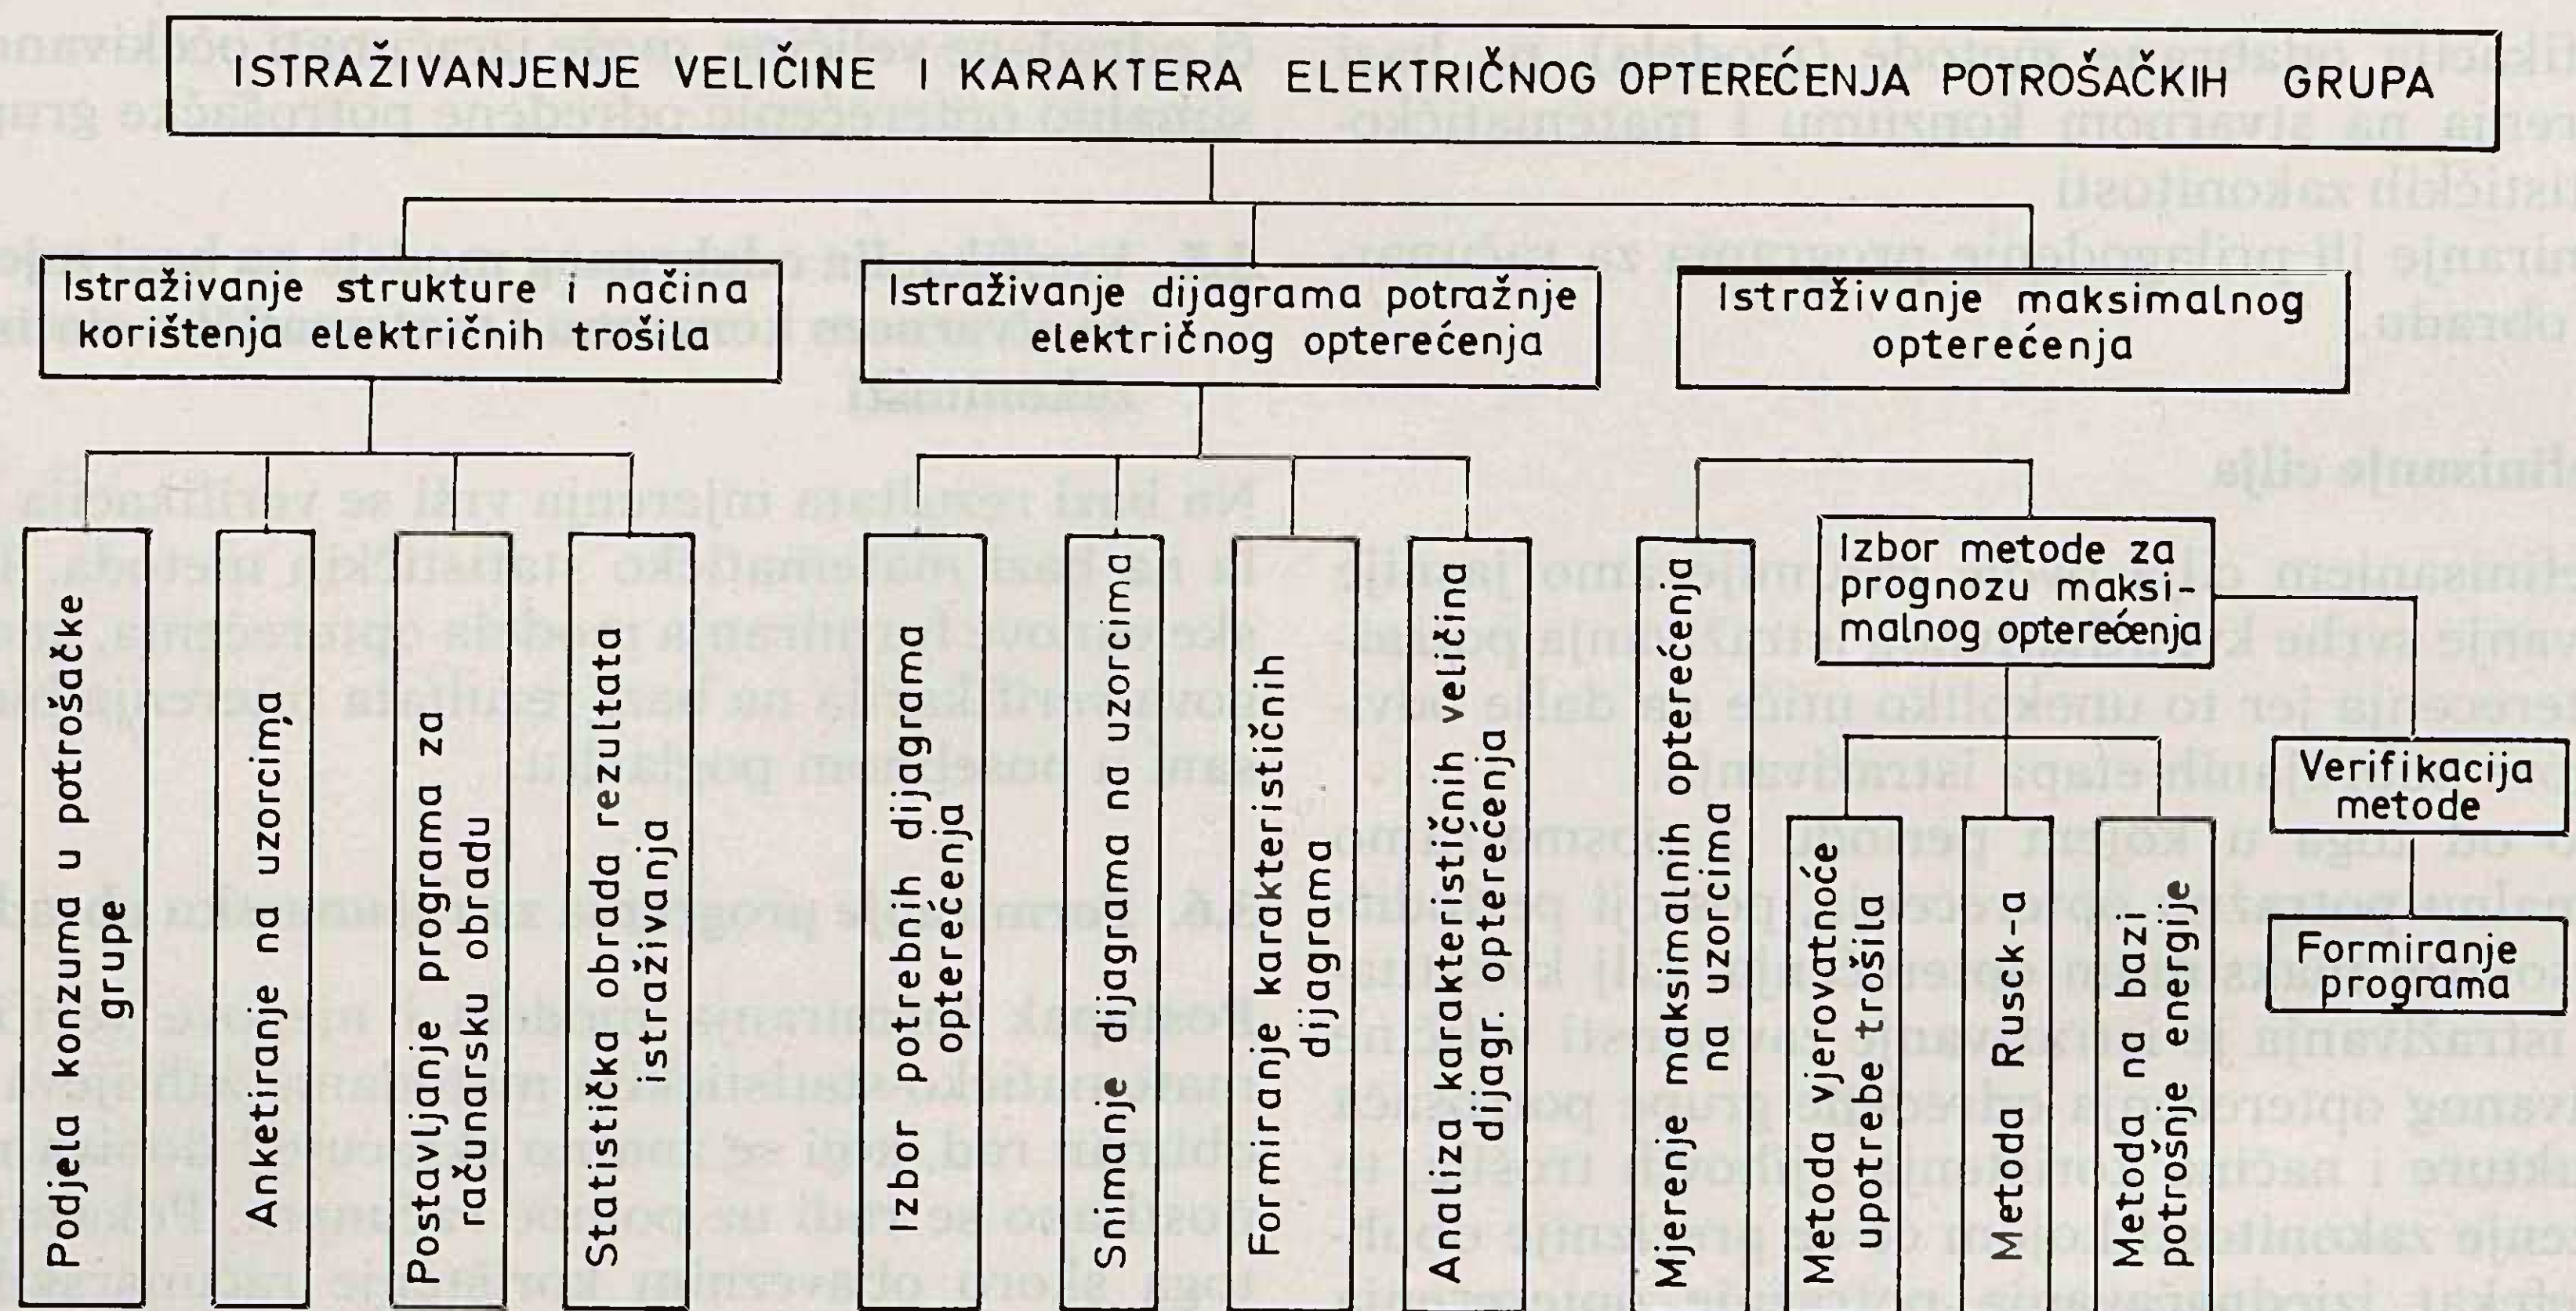 ISTRAŽIVANJENJE VELIČINE I KARAKTERA ELEKTRIČNOG OPTEREĆENJA POTROŠAČKIH GRUPA
Istraživanje strukture i načina
korištenja električnih trošila
Istraživanje dijagrama potražnje
električnog opterećenja
Istraživanje maksimalnog
opterećenja
Podjela konzuma u potrošačke
grupe
Anketiranje na uzorcima
Postavljanje programa za
računarsku obradu
Statistička obrada rezultata
istraživanja
Izbor potrebnih dijagrama
opterećenja
Snimanje dijagrama na uzorcima
Formiranje karakterističnih
dijagrama
Analiza karakterističnih veličina
dijagr. opterećenja
Mjerenje maksimalnih opterećenja
na uzorcima
Izbor metode za
prognozu maksi-
malnog opterećenja
Metoda vjerovatnoće
upotrebe trošila
Metoda Rusck-a
Metoda na bazi
potrošnje energije
Verifikacija
metode
Formiranje
programa